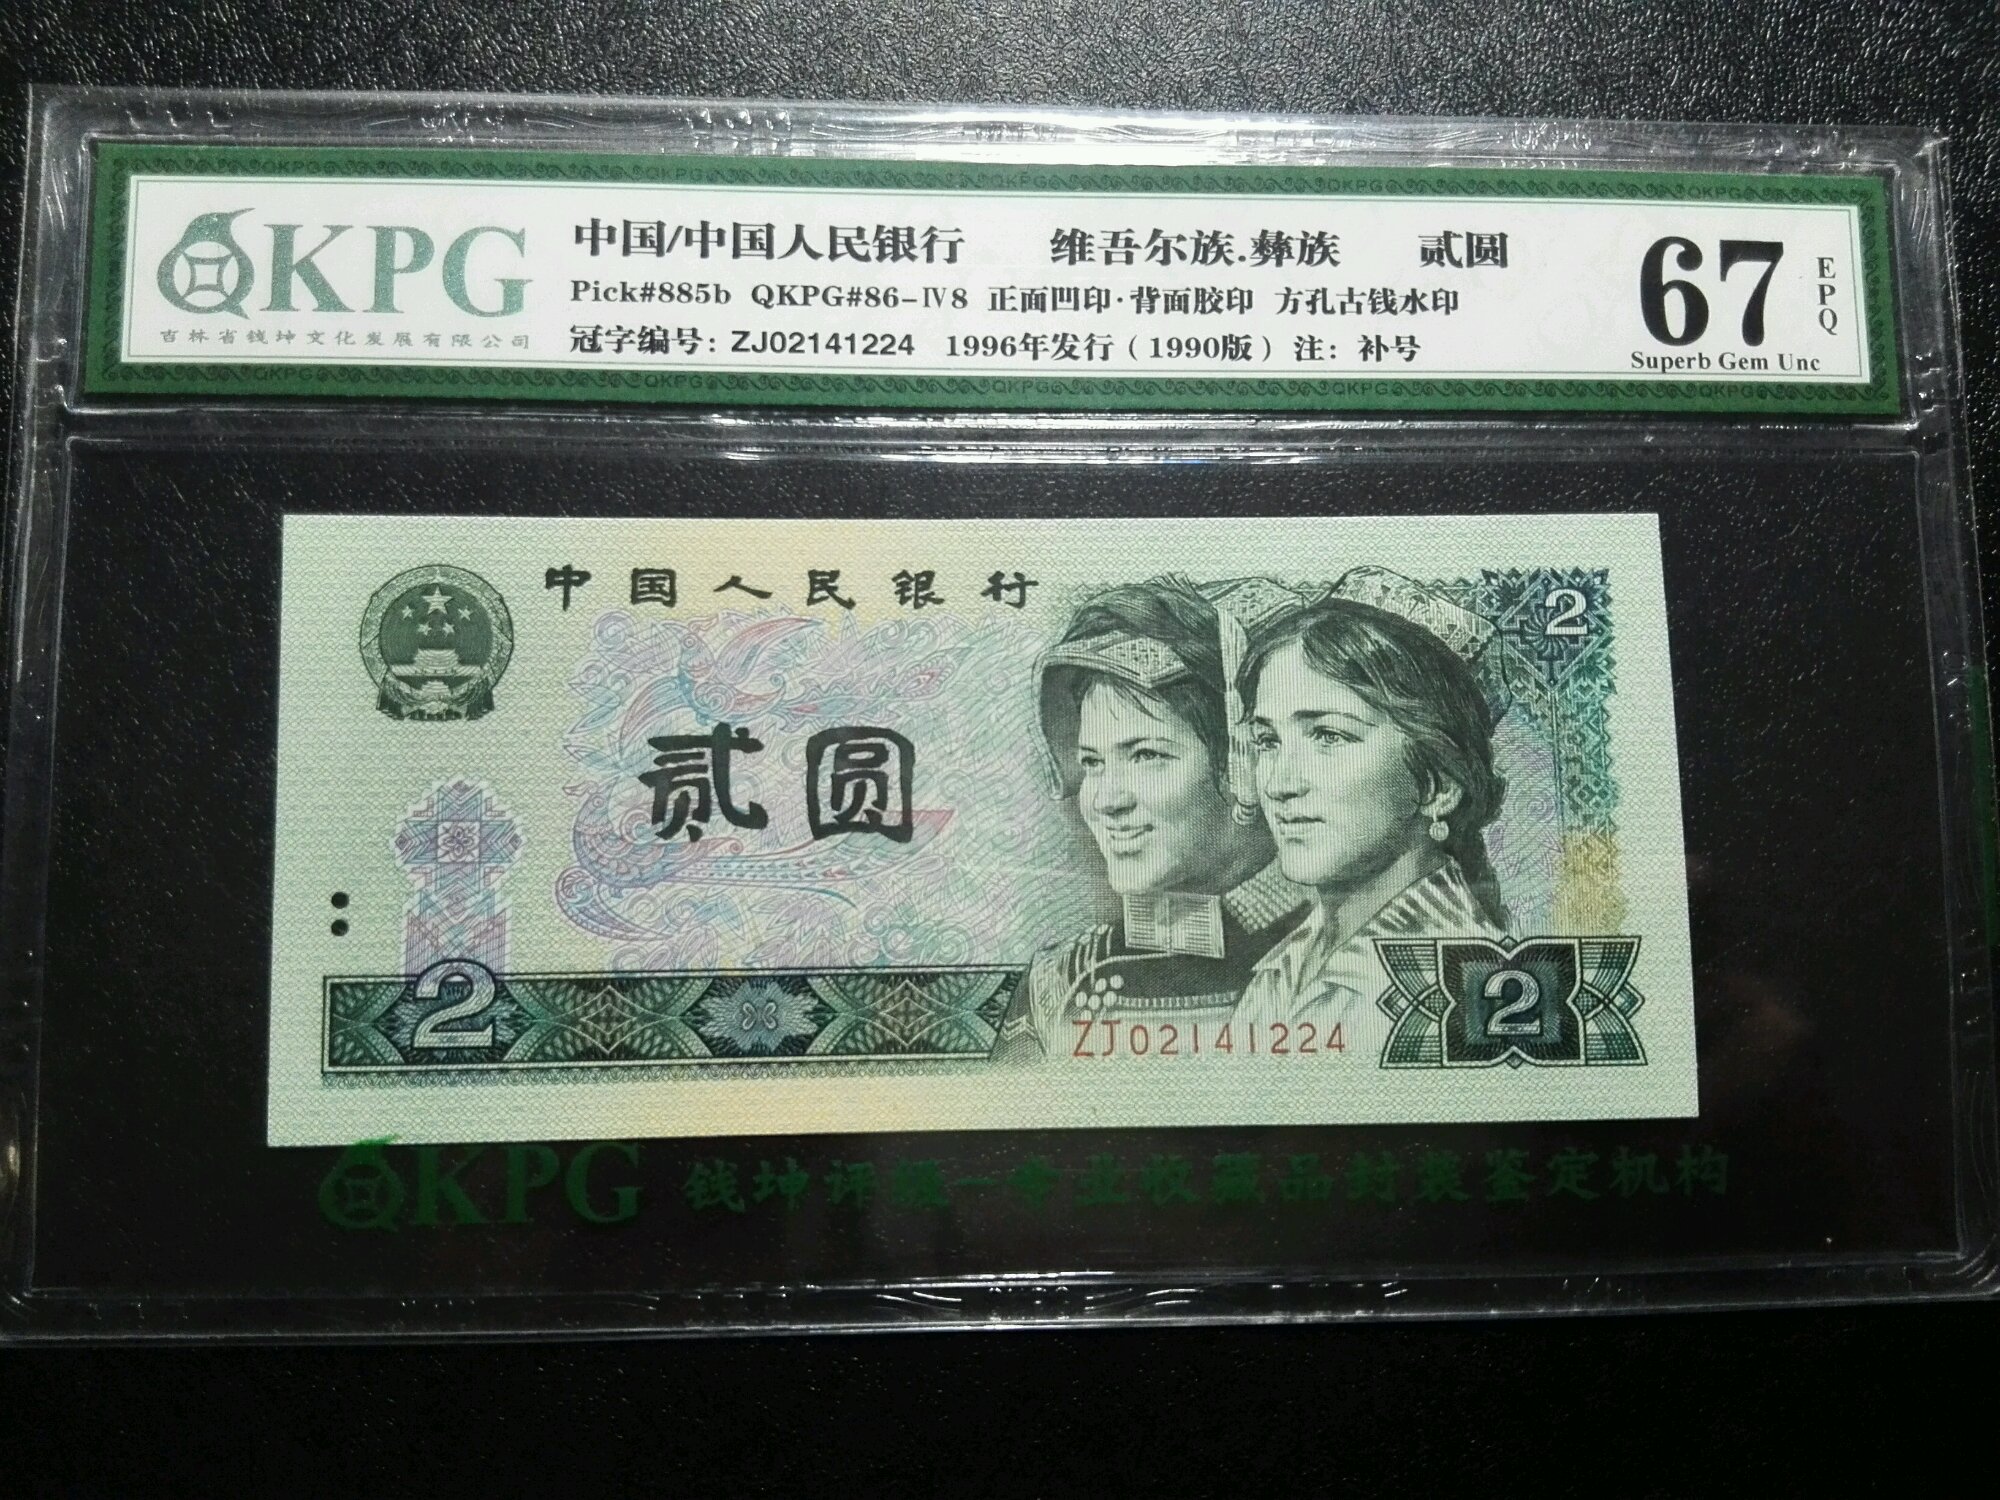 QKPG
吉林省钱坤文化发展有限公司
中国/中国人民银行 维吾尔族.彝族 贰圆
Pick#885b QKPG#86-Ⅳ8 正面凹印·背面胶印 方孔古钱水印
冠字编号: ZJ02141224 1996年发行(1990版) 注: 补号
67
EPQ
Superb Gem Unc
中国人民银行
2
贰圆
2
2
ZJ02141224
QKPG 钱坤评级—专业收藏品封装鉴定机构